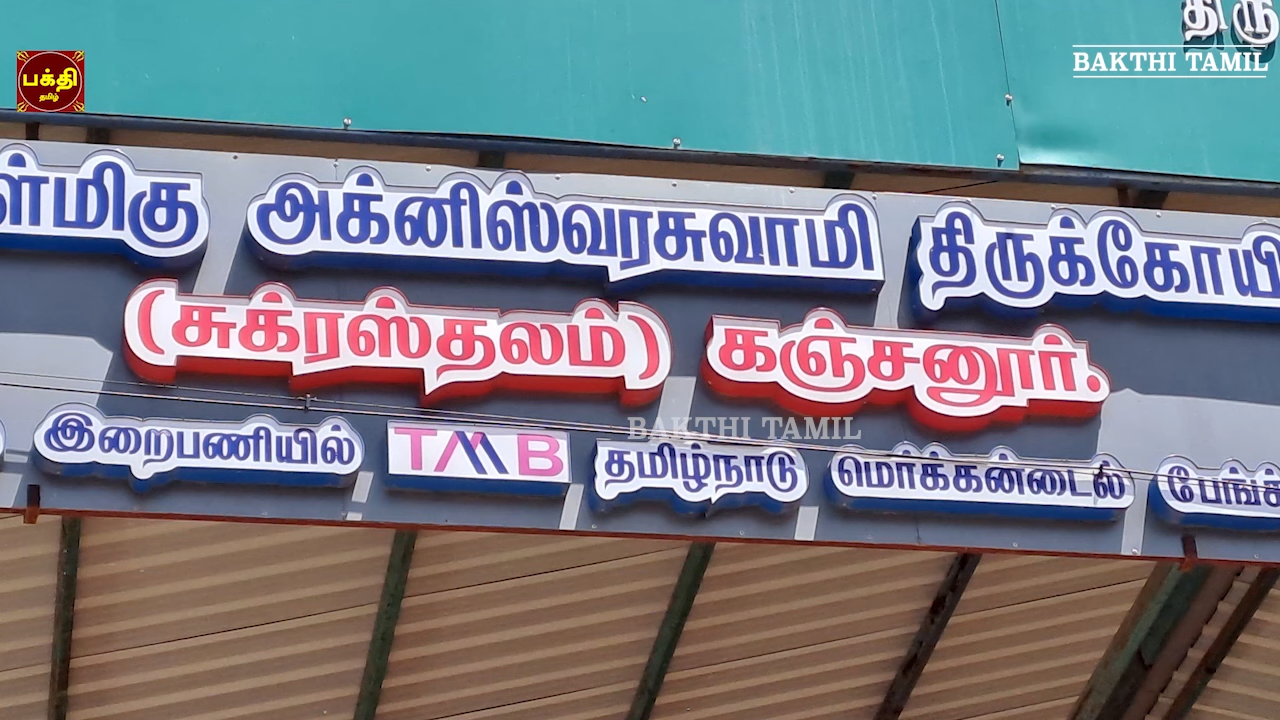 திரு
BAKTHI TAMIL
பக்தி
தமிழ்
ள்மிகு அக்னிஸ்வரசுவாமி திருக்கோயி
(சுக்ரஸ்தலம்) கஞ்சனூர்.
BAKTHI TAMIL
இறைபணியில் TMB தமிழ்நாடு மெர்க்கன்டைல் பேங்க்